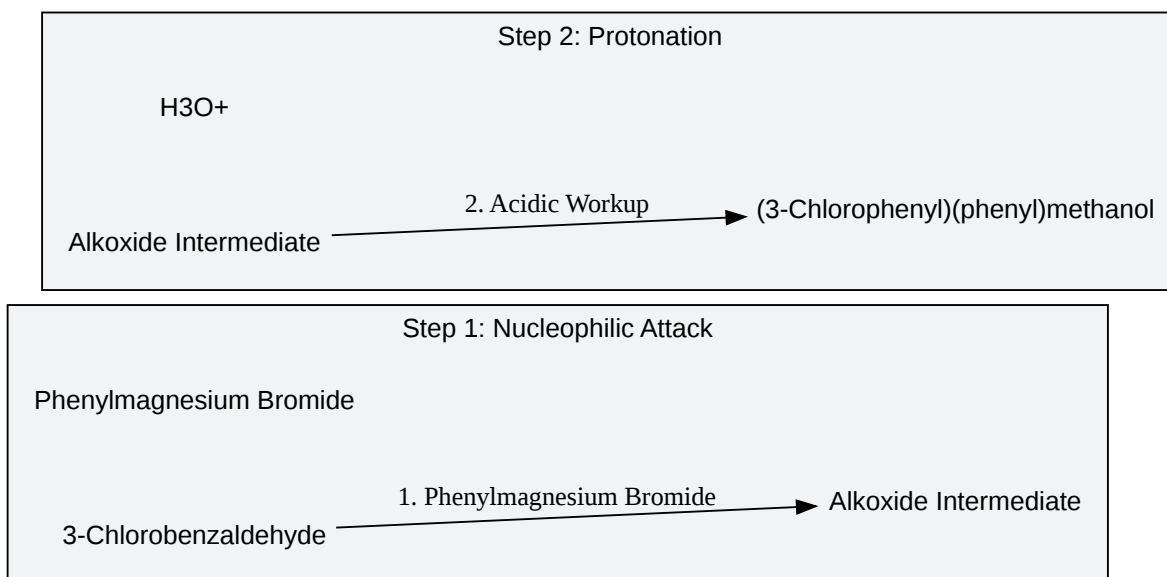 Step 2: Protonation
H3O+
2. Acidic Workup
(3-Chlorophenyl)(phenyl)methanol
Alkoxide Intermediate
Step 1: Nucleophilic Attack
Phenylmagnesium Bromide
1. Phenylmagnesium Bromide
Alkoxide Intermediate
3-Chlorobenzaldehyde